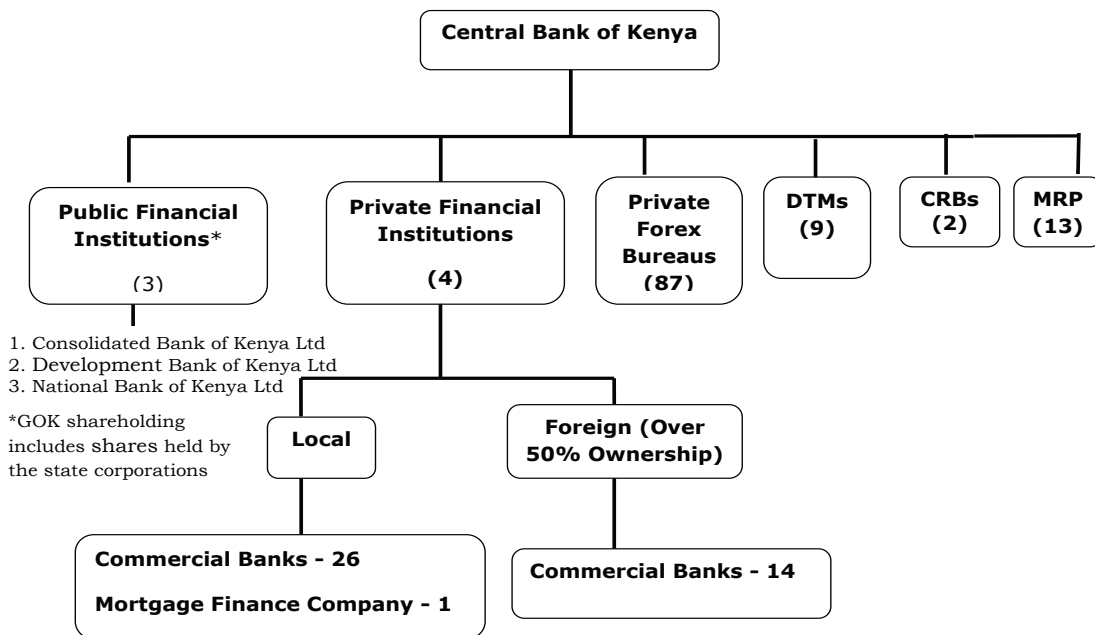 Central Bank of Kenya
Public Financial
Institutions*
(3)
Private Financial
Institutions
(4)
Private
Forex
Bureaus
(87)
DTMs
(9)
CRBs
(2)
MRP
(13)
1. Consolidated Bank of Kenya Ltd
2. Development Bank of Kenya Ltd
3. National Bank of Kenya Ltd
*GOK shareholding
includes shares held by
the state corporations
Local
Foreign (Over
50% Ownership)
Commercial Banks - 26
Mortgage Finance Company - 1
Commercial Banks - 14